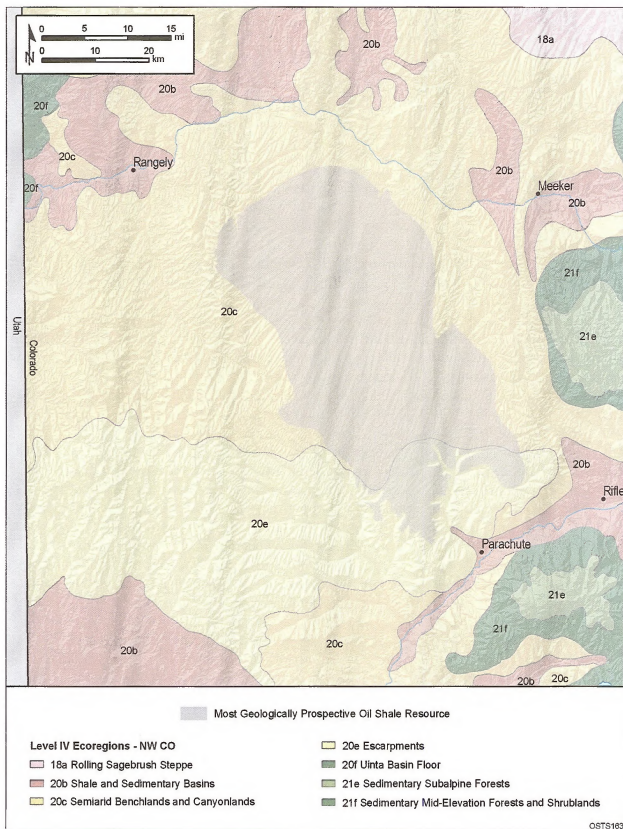 0 5 10 15
mi
0 10 20
km
N
18a
20b
20b
20f
20c
Rangely
20f
20b
Meeker
20b
21f
21e
20c
Utah
Colorado
20b
Rifle
20e
Parachute
21e
21f
20b
20c
20b
20c
Most Geologically Prospective Oil Shale Resource
Level IV Ecoregions - NW CO
18a Rolling Sagebrush Steppe
20b Shale and Sedimentary Basins
20c Semiarid Benchlands and Canyonlands
20e Escarpments
20f Uinta Basin Floor
21e Sedimentary Subalpine Forests
21f Sedimentary Mid-Elevation Forests and Shrublands
OSTS163